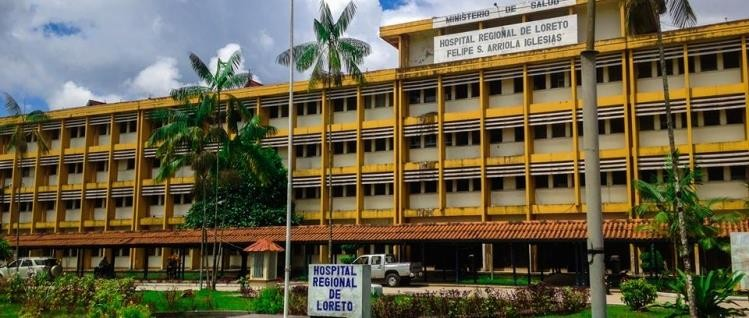 MINISTERIO DE SALUD
HOSPITAL REGIONAL DE LORETO
FELIPE S. ARRIOLA IGLESIAS
HOSPITAL
REGIONAL DE
LORETO